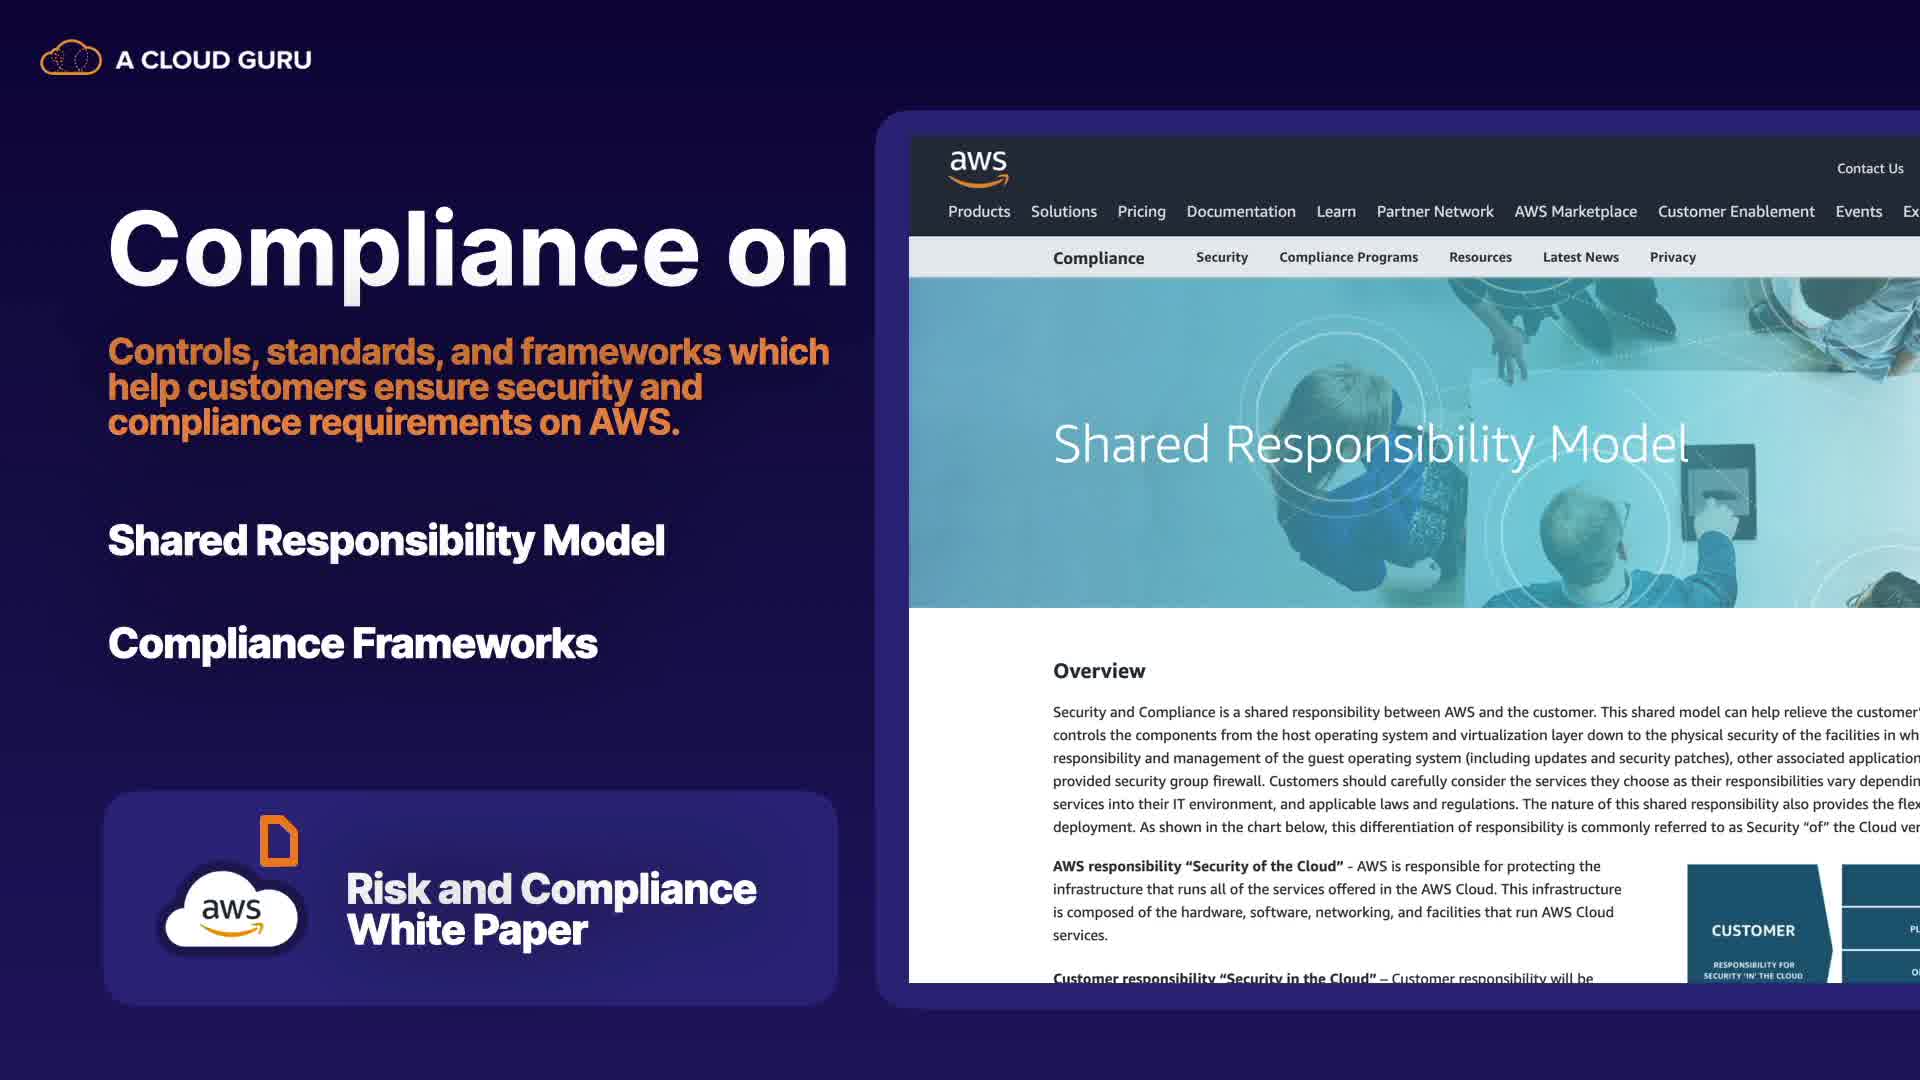 A CLOUD GURU
Compliance on
Controls, standards, and frameworks which
help customers ensure security and
compliance requirements on AWS.
Shared Responsibility Model
Compliance Frameworks
aws
Risk and Compliance
White Paper
aws
Contact Us
Products Solutions Pricing Documentation Learn Partner Network AWS Marketplace Customer Enablement Events Ex
Compliance Security Compliance Programs Resources Latest News Privacy
Shared Responsibility Model
Overview
Security and Compliance is a shared responsibility between AWS and the customer. This shared model can help relieve the customer'
controls the components from the host operating system and virtualization layer down to the physical security of the facilities in wh
responsibility and management of the guest operating system (including updates and security patches), other associated application
provided security group firewall. Customers should carefully consider the services they choose as their responsibilities vary dependin
services into their IT environment, and applicable laws and regulations. The nature of this shared responsibility also provides the flex
deployment. As shown in the chart below, this differentiation of responsibility is commonly referred to as Security “of” the Cloud ver
AWS responsibility “Security of the Cloud” - AWS is responsible for protecting the
infrastructure that runs all of the services offered in the AWS Cloud. This infrastructure
is composed of the hardware, software, networking, and facilities that run AWS Cloud
services.
Customer responsibility “Security in the Cloud” – Customer responsibility will be
CUSTOMER
RESPONSIBILITY FOR
SECURITY ‘IN’ THE CLOUD
PL